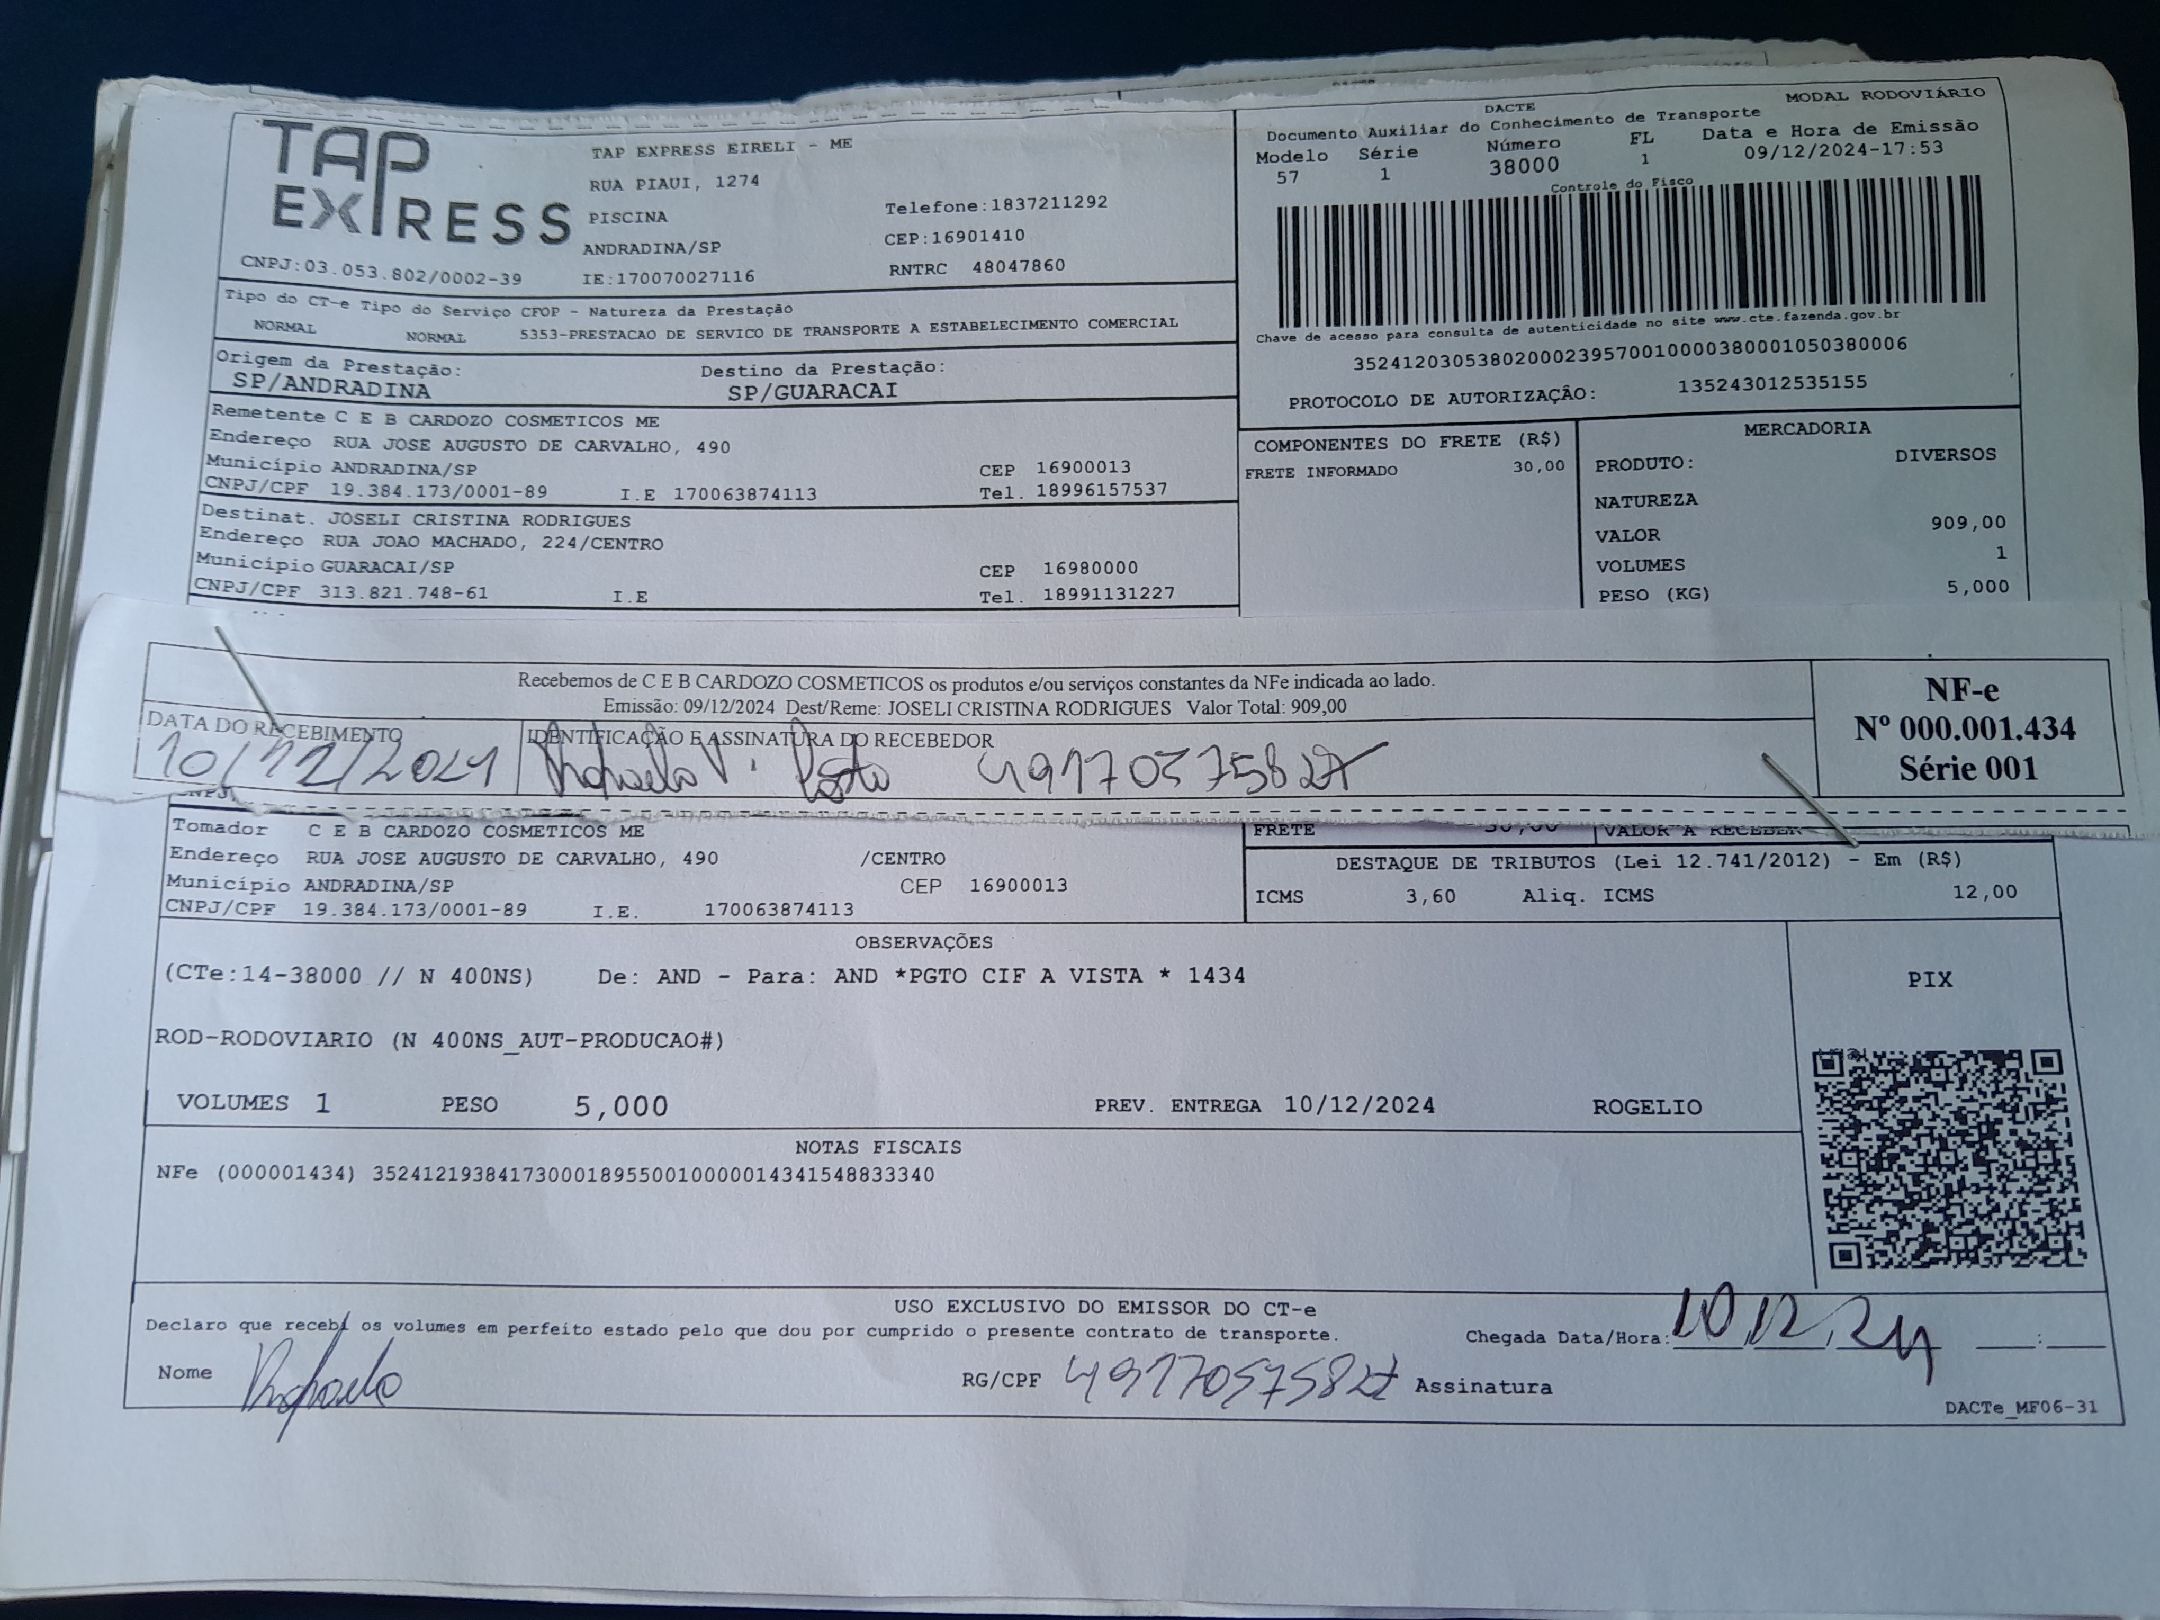 TAP EXPRESS
TAP EXPRESS EIRELI - ME
RUA PIAUI, 1274
PISCINA
Telefone:1837211292
ANDRADINA/SP
CEP:16901410
CNPJ:03.053.802/0002-39
IE:170070027116
RNTRC 48047860
Tipo do CT-e Tipo do Serviço CFOP - Natureza da Prestação
NORMAL NORMAL 5353-PRESTACAO DE SERVICO DE TRANSPORTE A ESTABELECIMENTO COMERCIAL
Origem da Prestação: Destino da Prestação:
SP/ANDRADINA SP/GUARACAI
Remetente C E B CARDOZO COSMETICOS ME
Endereço RUA JOSE AUGUSTO DE CARVALHO, 490
Município ANDRADINA/SP CEP 16900013
CNPJ/CPF 19.384.173/0001-89 I.E 170063874113 Tel. 18996157537
Destinat. JOSELI CRISTINA RODRIGUES
Endereço RUA JOAO MACHADO, 224/CENTRO
Município GUARACAI/SP CEP 16980000
CNPJ/CPF 313.821.748-61 I.E Tel. 18991131227
DACTE MODAL RODOVIÁRIO
Documento Auxiliar do Conhecimento de Transporte
Modelo Série Número FL Data e Hora de Emissão
57 1 38000 1 09/12/2024-17:53
Controle do Fisco
Chave de acesso para consulta de autenticidade no site www.cte.fazenda.gov.br
35241203053802000239570010000380001050380006
PROTOCOLO DE AUTORIZAÇÃO: 135243012535155
COMPONENTES DO FRETE (R$)
FRETE INFORMADO 30,00
MERCADORIA
PRODUTO: DIVERSOS
NATUREZA
VALOR 909,00
VOLUMES 1
PESO (KG) 5,000
Recebemos de C E B CARDOZO COSMETICOS os produtos e/ou serviços constantes da NFe indicada ao lado.
Emissão: 09/12/2024 Dest/Reme: JOSELI CRISTINA RODRIGUES Valor Total: 909,00
DATA DO RECEBIMENTO IDENTIFICAÇÃO E ASSINATURA DO RECEBEDOR
10/12/2024
NF-e
Nº 000.001.434
Série 001
Tomador C E B CARDOZO COSMETICOS ME
Endereço RUA JOSE AUGUSTO DE CARVALHO, 490 /CENTRO
Município ANDRADINA/SP CEP 16900013
CNPJ/CPF 19.384.173/0001-89 I.E. 170063874113
FRETE 30,00 VALOR A RECEBER
DESTAQUE DE TRIBUTOS (Lei 12.741/2012) - Em (R$)
ICMS 3,60 Aliq. ICMS 12,00
OBSERVAÇÕES
(CTe:14-38000 // N 400NS) De: AND - Para: AND *PGTO CIF A VISTA * 1434
ROD-RODOVIARIO (N 400NS_AUT-PRODUCAO#)
VOLUMES 1 PESO 5,000 PREV. ENTREGA 10/12/2024 ROGELIO
PIX
NOTAS FISCAIS
NFe (000001434) 35241219384173000189550010000014341548833340
USO EXCLUSIVO DO EMISSOR DO CT-e
Declaro que recebi os volumes em perfeito estado pelo que dou por cumprido o presente contrato de transporte.
Chegada Data/Hora: 10 12 24 :
Nome RG/CPF Assinatura
DACTe_MF06-31